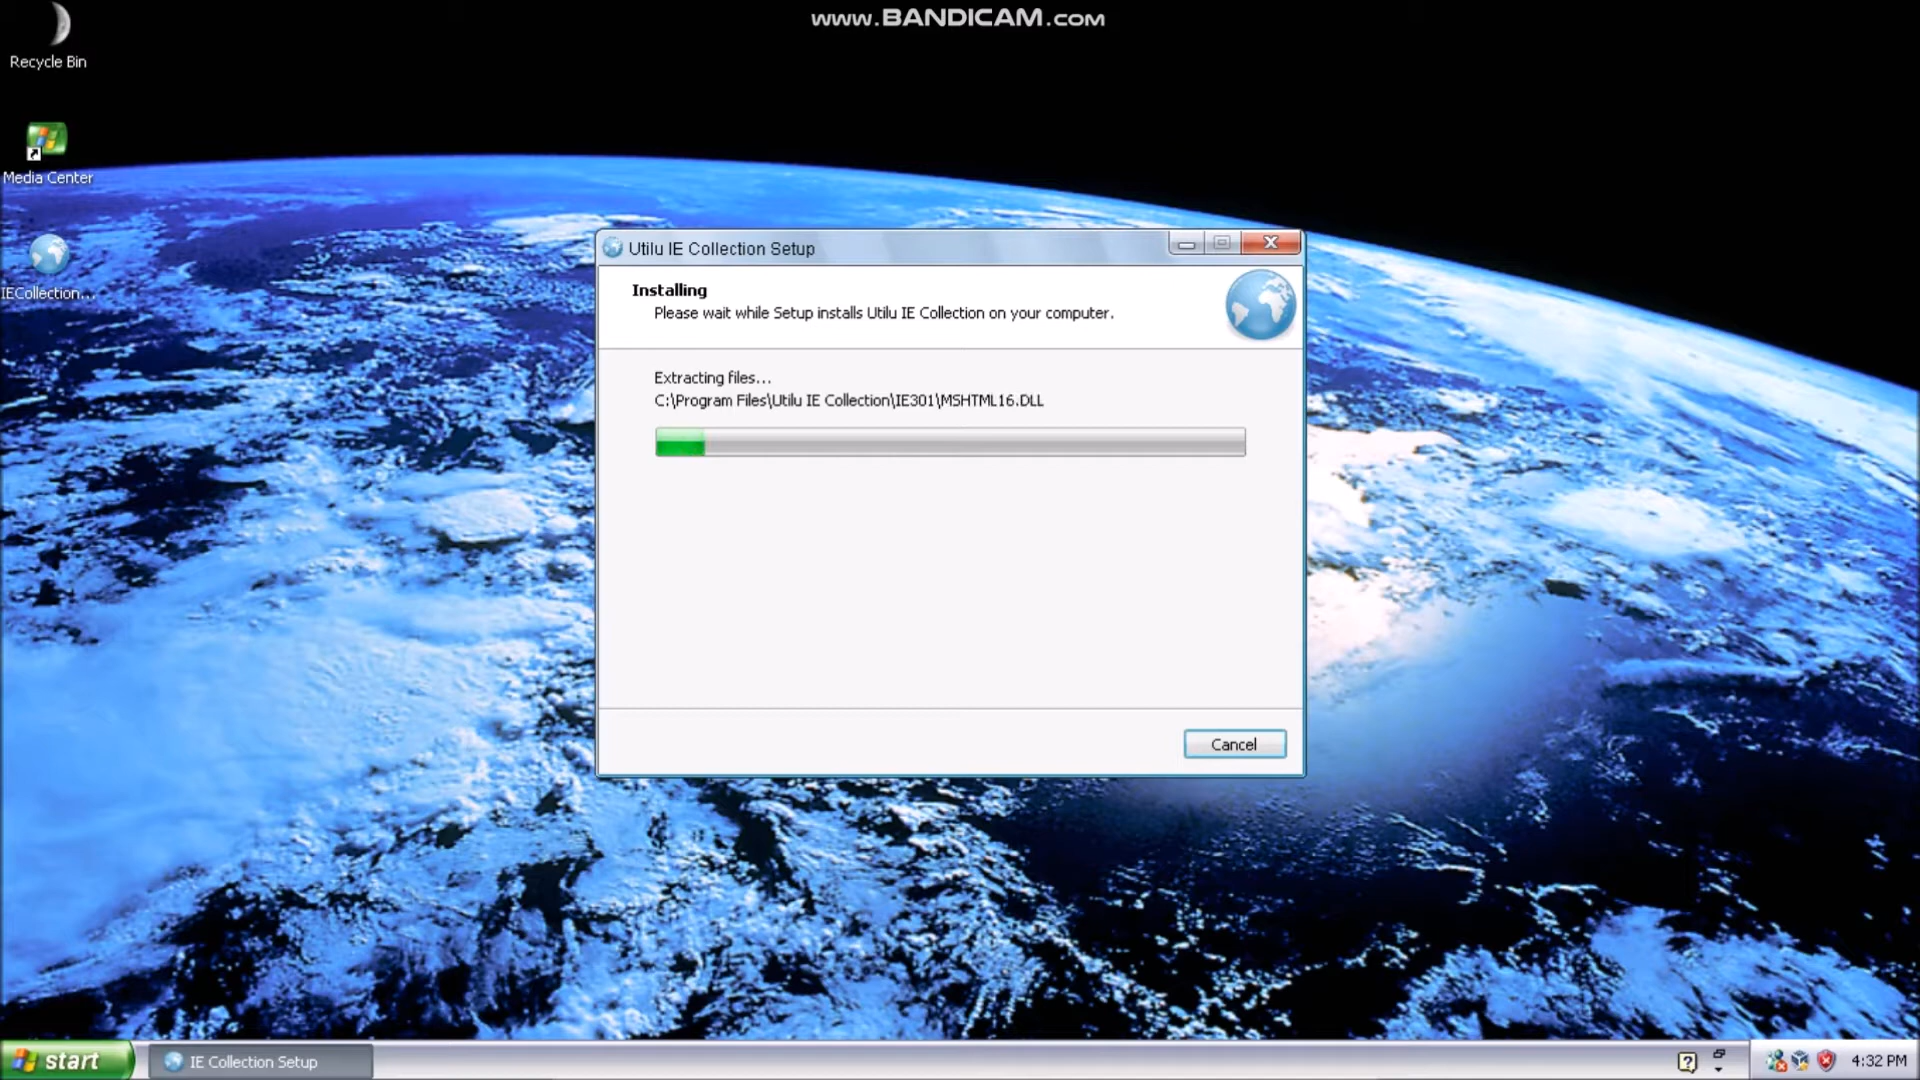 www.BANDICAM.com
Recycle Bin
Media Center
IECollection...
Utilu IE Collection Setup
Installing
Please wait while Setup installs Utilu IE Collection on your computer.
Extracting files...
C:\Program Files\Utilu IE Collection\IE301\MSHTML16.DLL
Cancel
start
IE Collection Setup
?
4:32 PM